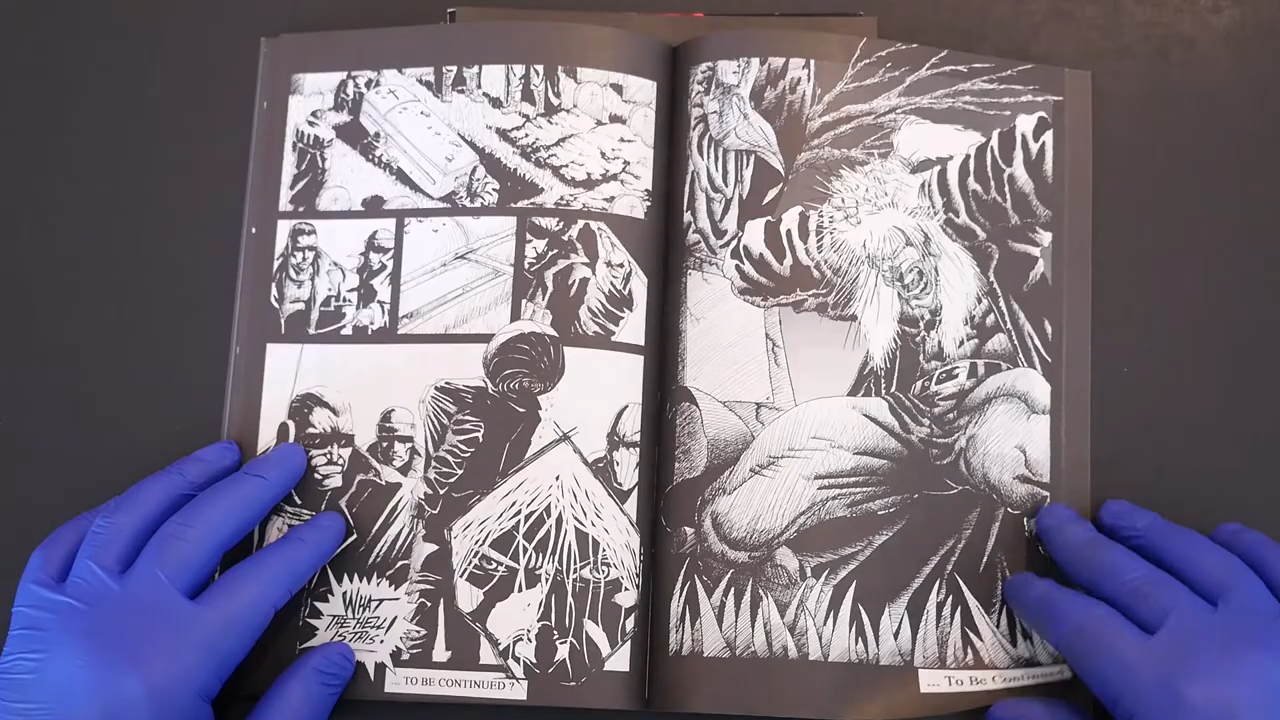 WHAT
THE HELL
IS THIS!
... TO BE CONTINUED ?
... To Be Continued